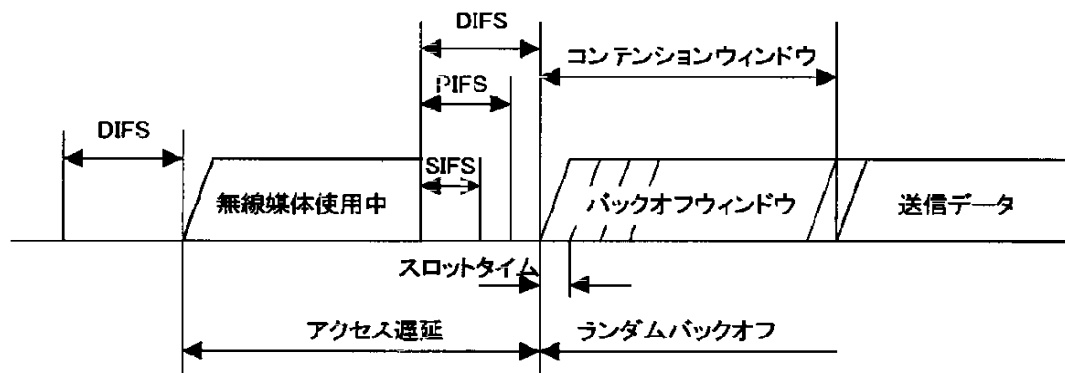 DIFS
コンテンションウィンドウ
PIFS
DIFS
SIFS
無線媒体使用中
バックオフウィンドウ
送信データ
スロットタイム
アクセス遅延
ランダムバックオフ